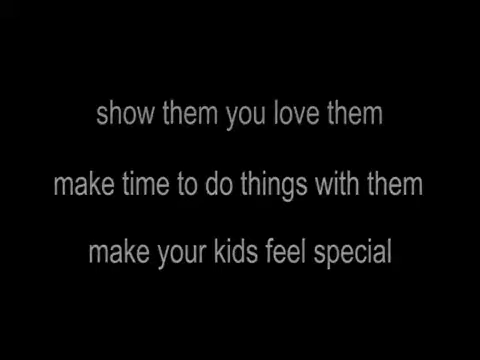 show them you love them
make time to do things with them
make your kids feel special